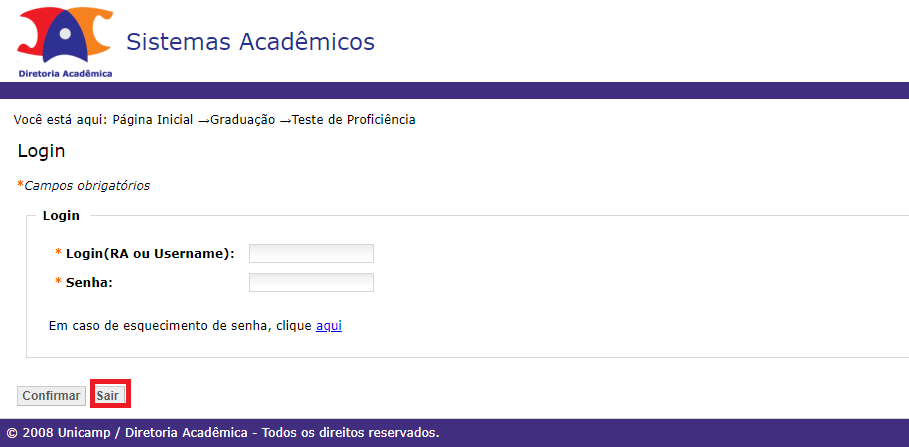 Diretoria Acadêmica
Sistemas Acadêmicos
Você está aqui: Página Inicial →Graduação →Teste de Proficiência
Login
*Campos obrigatórios
Login
* Login(RA ou Username):
* Senha:
Em caso de esquecimento de senha, clique aqui
Confirmar Sair
© 2008 Unicamp / Diretoria Acadêmica - Todos os direitos reservados.